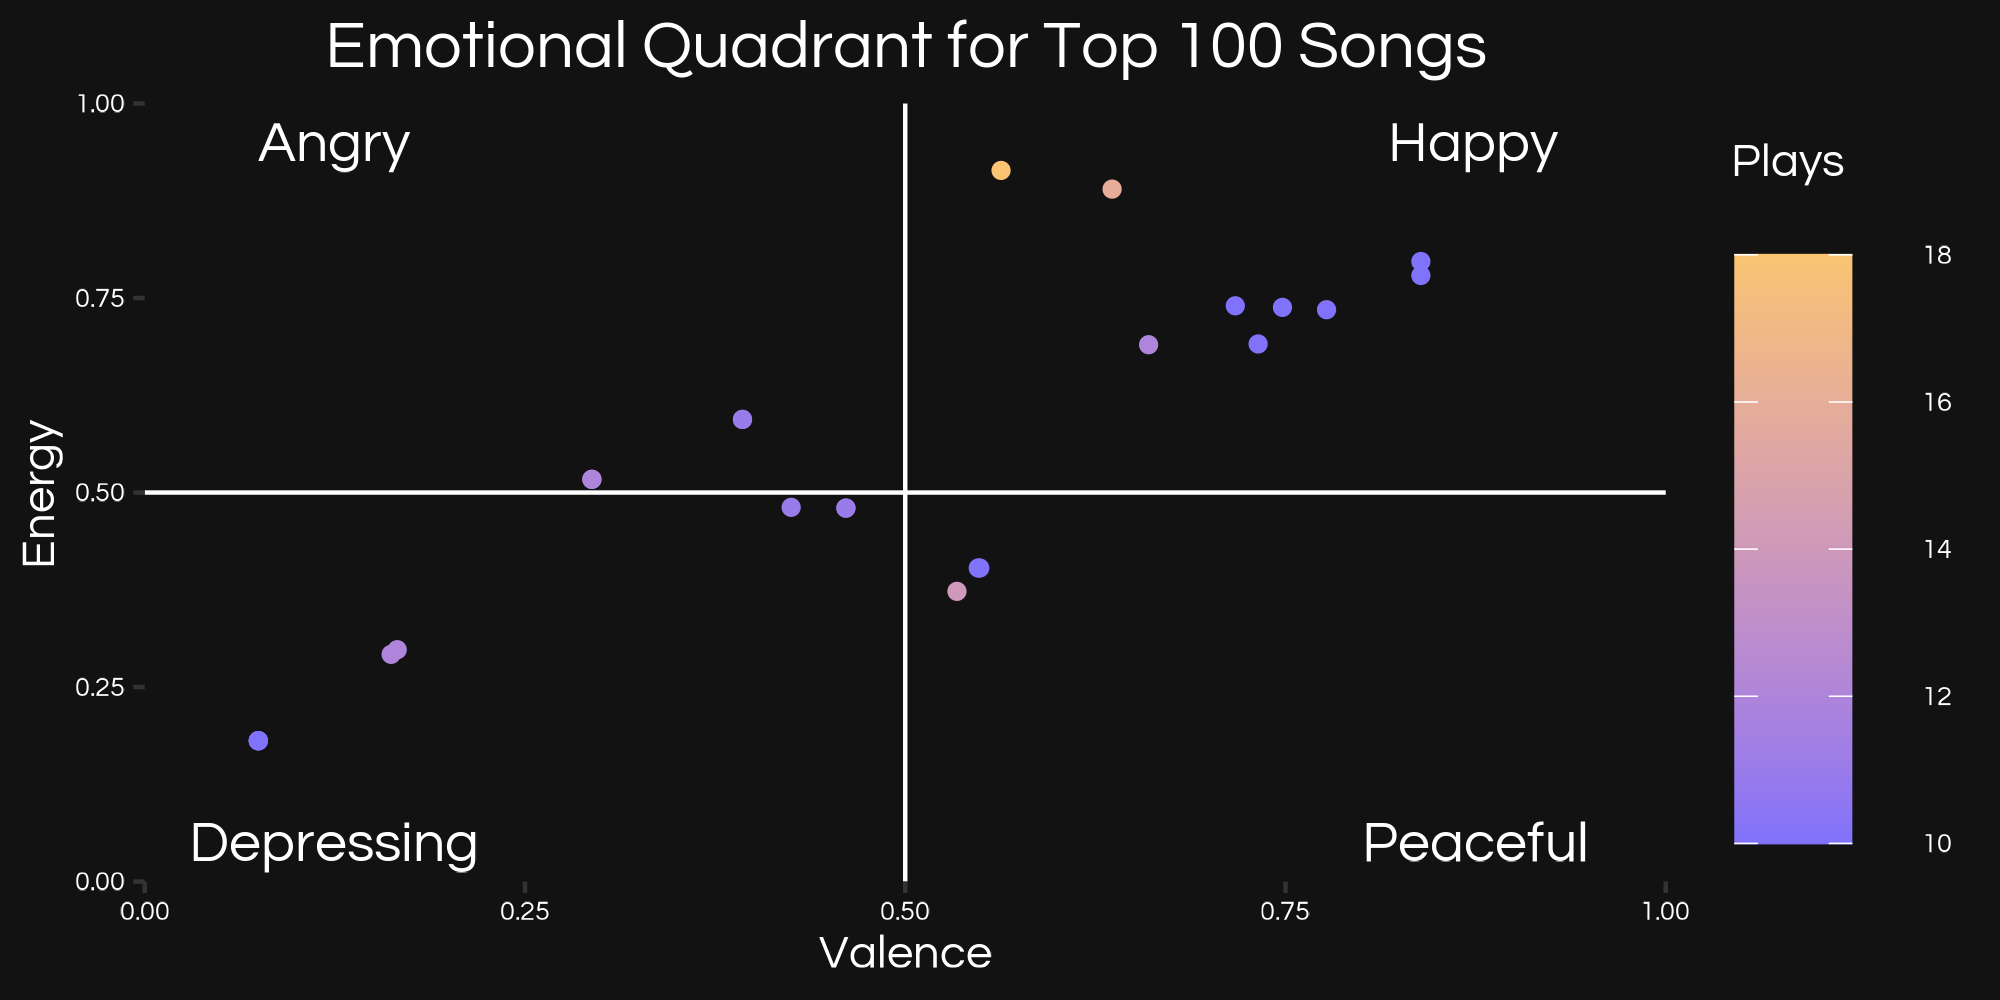 Emotional Quadrant for Top 100 Songs
1.00
Angry
Happy
Plays
18
0.75
16
Energy
0.50
14
0.25
12
Depressing
Peaceful
10
0.00
0.00 0.25 0.50 0.75 1.00
Valence